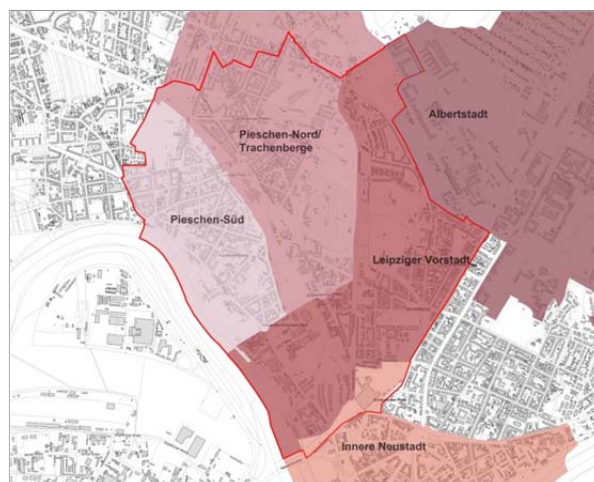 Albertstadt
Pieschen-Nord/
Trachenberge
Pieschen-Süd
Leipziger Vorstadt
Innere Neustadt